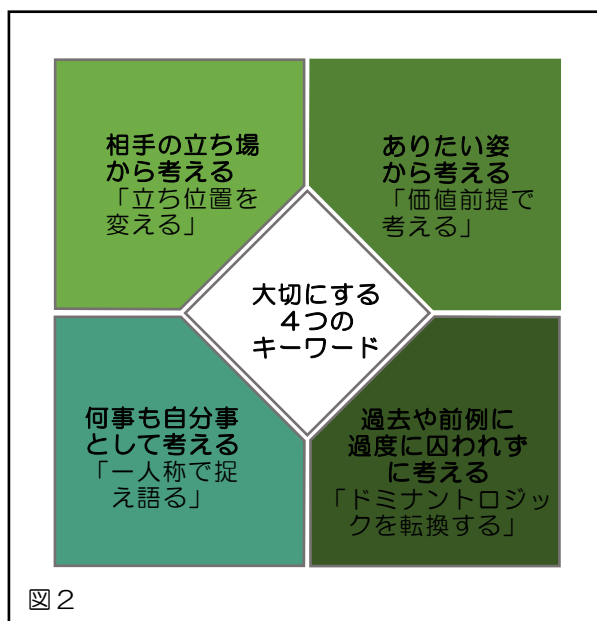 相手の立ち場
から考える
「立ち位置を
変える」
ありたい姿
から考える
「価値前提で
考える」
大切にする
４つの
キーワード
何事も自分事
として考える
「一人称で捉
え語る」
過去や前例に
過度に囚われず
に考える
「ドミナントロジッ
クを転換する」
図２